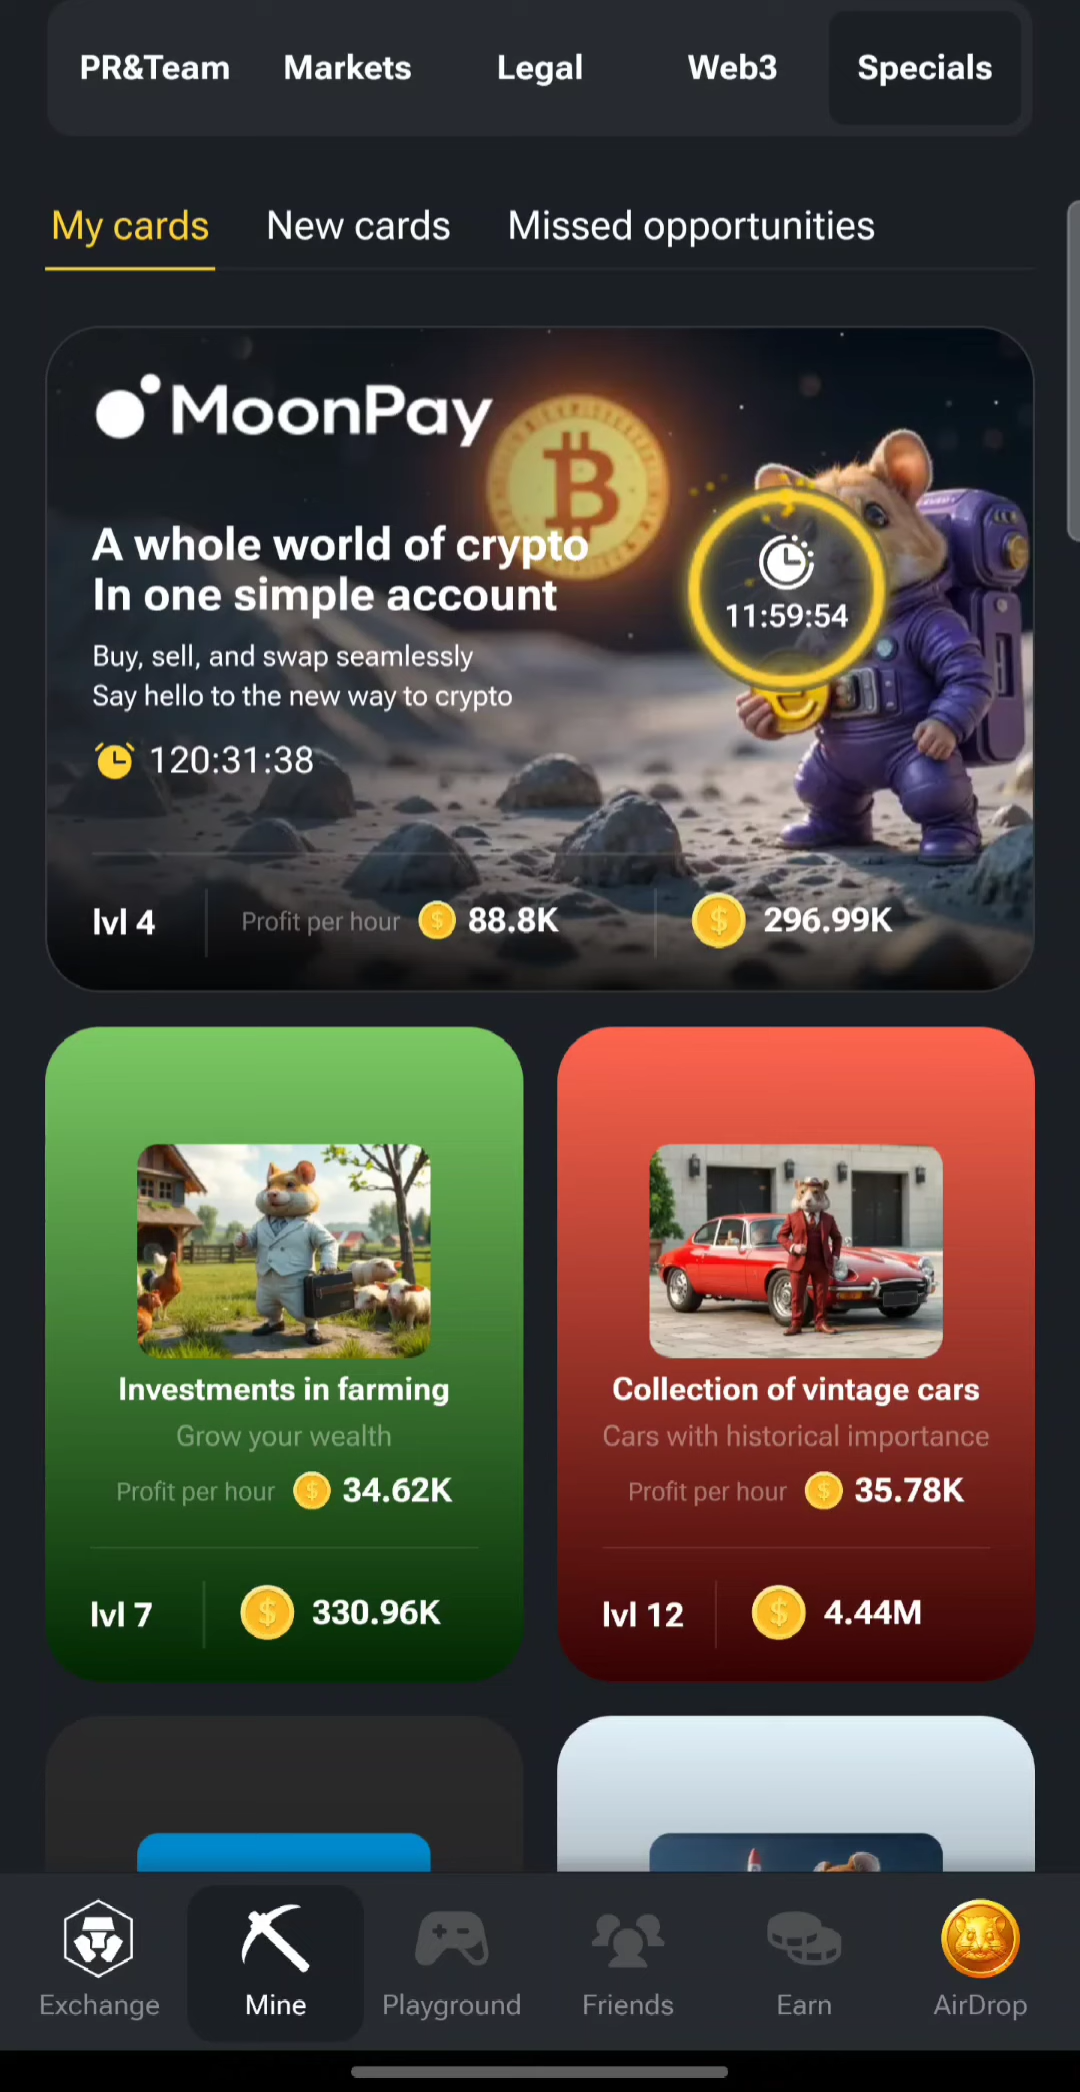 PR&Team
Markets
Legal
Web3
Specials
My cards
New cards
Missed opportunities
MoonPay
A whole world of crypto
In one simple account
Buy, sell, and swap seamlessly
Say hello to the new way to crypto
120:31:38
11:59:54
lvl 4
Profit per hour
88.8K
296.99K
Investments in farming
Grow your wealth
Profit per hour
34.62K
lvl 7
330.96K
Collection of vintage cars
Cars with historical importance
Profit per hour
35.78K
lvl 12
4.44M
Exchange
Mine
Playground
Friends
Earn
AirDrop